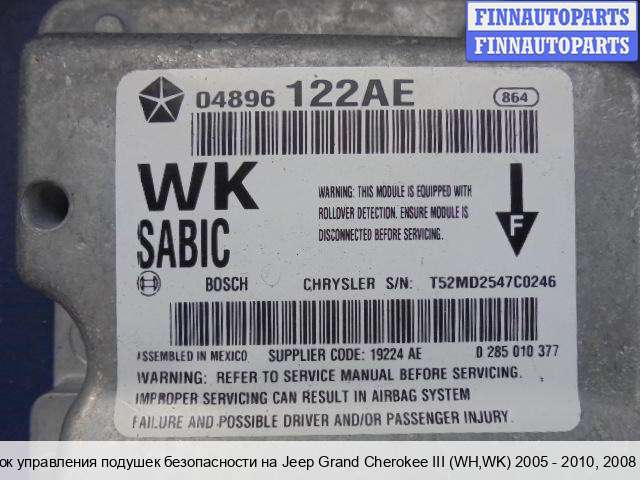 FINNAUTOPARTS
FINNAUTOPARTS
04896 122AE 864
WK
SABIC
WARNING: THIS MODULE IS EQUIPPED WITH
ROLLOVER DETECTION. ENSURE MODULE IS
DISCONNECTED BEFORE SERVICING.
F
BOSCH CHRYSLER S/N: T52MD2547C0246
ASSEMBLED IN MEXICO SUPPLIER CODE: 19224 AE 0 285 010 377
WARNING: REFER TO SERVICE MANUAL BEFORE SERVICING.
IMPROPER SERVICING CAN RESULT IN AIRBAG SYSTEM
FAILURE AND POSSIBLE DRIVER AND/OR PASSENGER INJURY.
ок управления подушек безопасности на Jeep Grand Cherokee III (WH,WK) 2005 - 2010, 2008